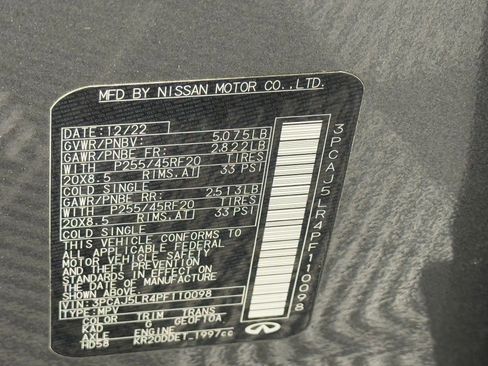 MFD BY NISSAN MOTOR CO.,LTD.
DATE: 12/22
GVWR/PNBV: 5,075LB
GAWR/PNBE FR: 2,822LB
WITH P255/45RF20 TIRES
20X8.5 RIMS,AT 33 PSI
COLD SINGLE
GAWR/PNBE RR: 2,513LB
WITH P255/45RF20 TIRES
20X8.5 RIMS,AT 33 PSI
COLD SINGLE
THIS VEHICLE CONFORMS TO
ALL APPLICABLE FEDERAL
MOTOR VEHICLE SAFETY
STANDARDS IN EFFECT ON
THE DATE OF MANUFACTURE
SHOWN ABOVE.
VIN: 3PCAJ5LR4PF110098
TYPE: MPV
COLOR TRIM TRANS
KAD G GE0F10A
AXLE ENGINE
HD58 KR20DDET 1997cc
3PCAJ5LR4PF110098